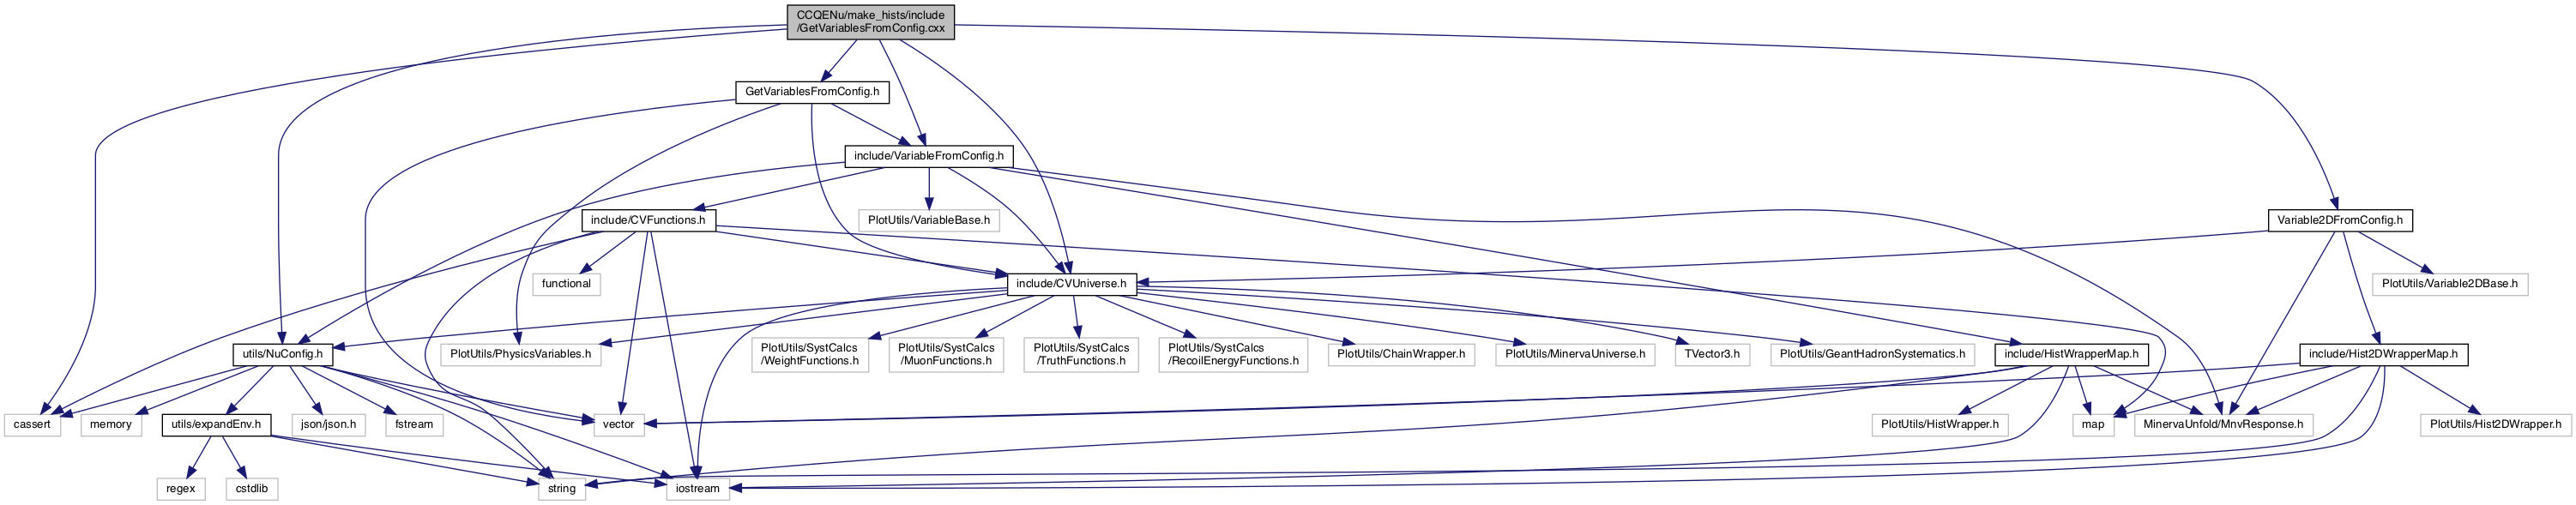 CCQENu/make_hists/include
/GetVariablesFromConfig.cxx
GetVariablesFromConfig.h
include/VariableFromConfig.h
include/CVFunctions.h
PlotUtils/VariableBase.h
Variable2DFromConfig.h
functional
include/CVUniverse.h
PlotUtils/Variable2DBase.h
utils/NuConfig.h
PlotUtils/PhysicsVariables.h
PlotUtils/SystCalcs
/WeightFunctions.h
PlotUtils/SystCalcs
/MuonFunctions.h
PlotUtils/SystCalcs
/TruthFunctions.h
PlotUtils/SystCalcs
/RecoilEnergyFunctions.h
PlotUtils/ChainWrapper.h
PlotUtils/MinervaUniverse.h
TVector3.h
PlotUtils/GeantHadronSystematics.h
include/HistWrapperMap.h
include/Hist2DWrapperMap.h
cassert
memory
utils/expandEnv.h
json/json.h
fstream
vector
PlotUtils/HistWrapper.h
map
MinervaUnfold/MnvResponse.h
PlotUtils/Hist2DWrapper.h
regex
cstdlib
string
iostream